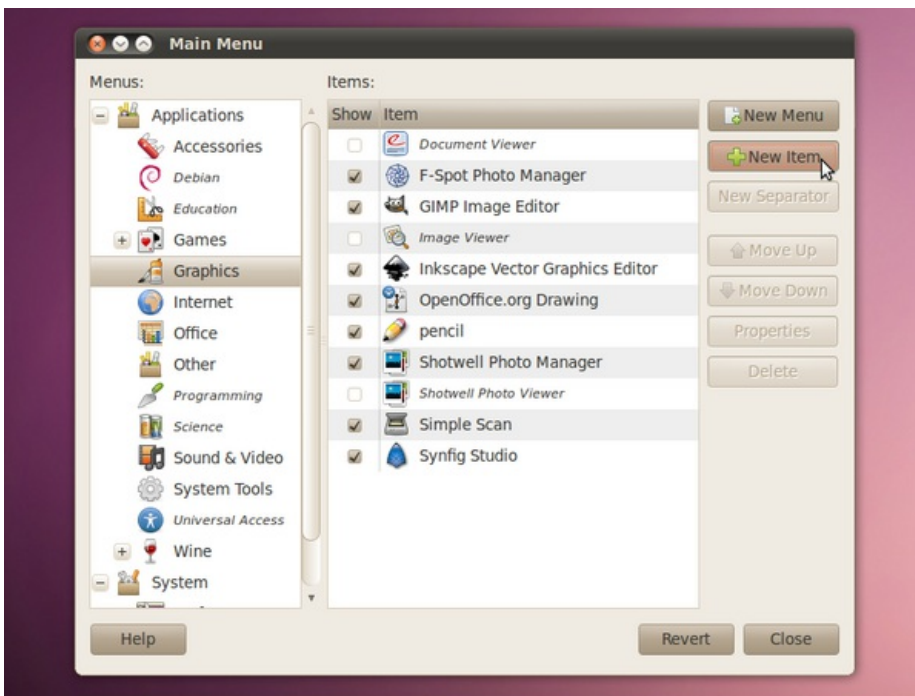 Main Menu
Menus:
Applications
Accessories
Debian
Education
Games
Graphics
Internet
Office
Other
Programming
Science
Sound & Video
System Tools
Universal Access
Wine
System
Items:
Show Item
Document Viewer
F-Spot Photo Manager
GIMP Image Editor
Image Viewer
Inkscape Vector Graphics Editor
OpenOffice.org Drawing
pencil
Shotwell Photo Manager
Shotwell Photo Viewer
Simple Scan
Synfig Studio
New Menu
New Item
New Separator
Move Up
Move Down
Properties
Delete
Help
Revert
Close